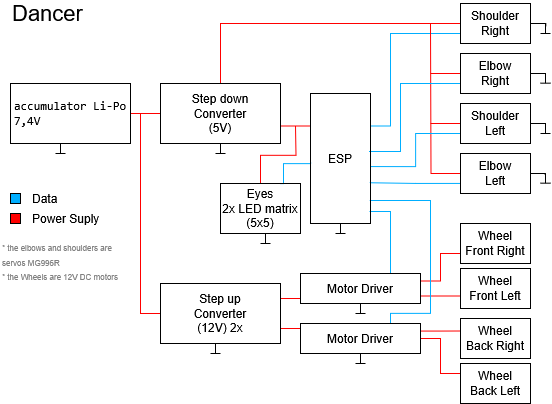 Dancer
Shoulder
Right
Elbow
Right
Shoulder
Left
Elbow
Left
accumulator Li-Po
7,4V
Step down
Converter
(5V)
ESP
Eyes
2x LED matrix
(5x5)
Data
Power Suply
* the elbows and shoulders are
servos MG996R
* the Wheels are 12V DC motors
Step up
Converter
(12V) 2x
Motor Driver
Motor Driver
Wheel
Front Right
Wheel
Front Left
Wheel
Back Right
Wheel
Back Left